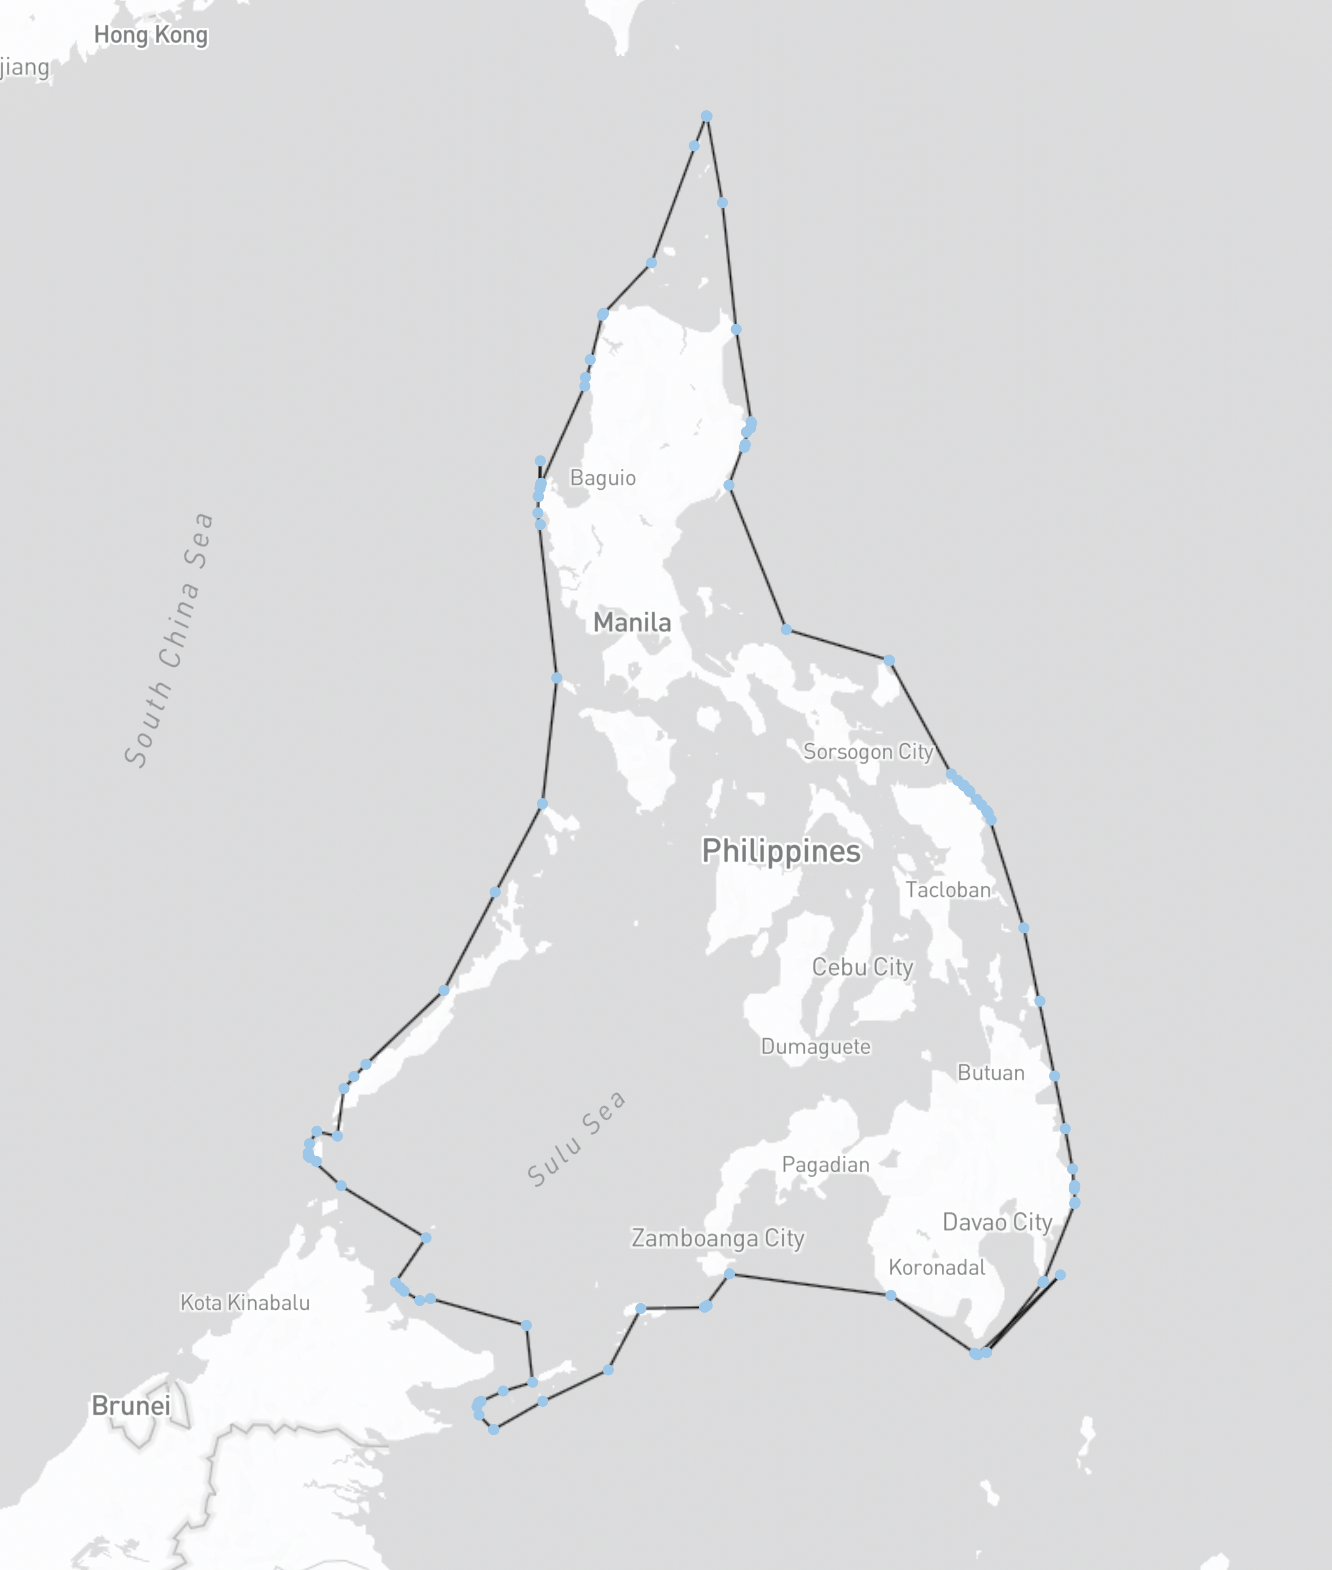 Hong Kong
jiang
Baguio
South China Sea
Manila
Sorsogon City
Philippines
Tacloban
Cebu City
Dumaguete
Butuan
Sulu Sea
Pagadian
Davao City
Zamboanga City
Koronadal
Kota Kinabalu
Brunei